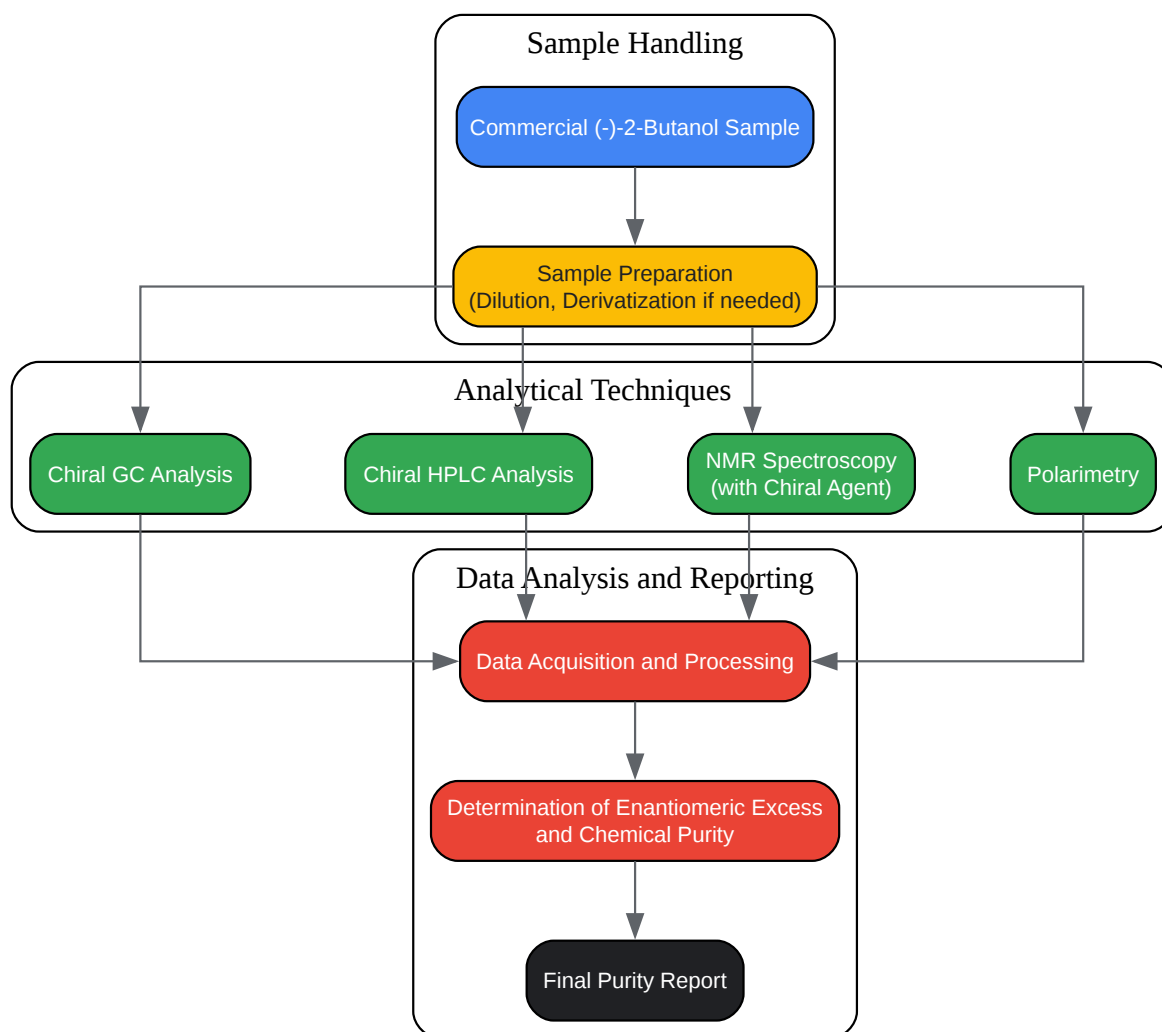 Sample Handling
Commercial (-)-2-Butanol Sample
Sample Preparation
(Dilution, Derivatization if needed)
Analytical Techniques
Chiral GC Analysis
Chiral HPLC Analysis
NMR Spectroscopy
(with Chiral Agent)
Polarimetry
Data Analysis and Reporting
Data Acquisition and Processing
Determination of Enantiomeric Excess
and Chemical Purity
Final Purity Report